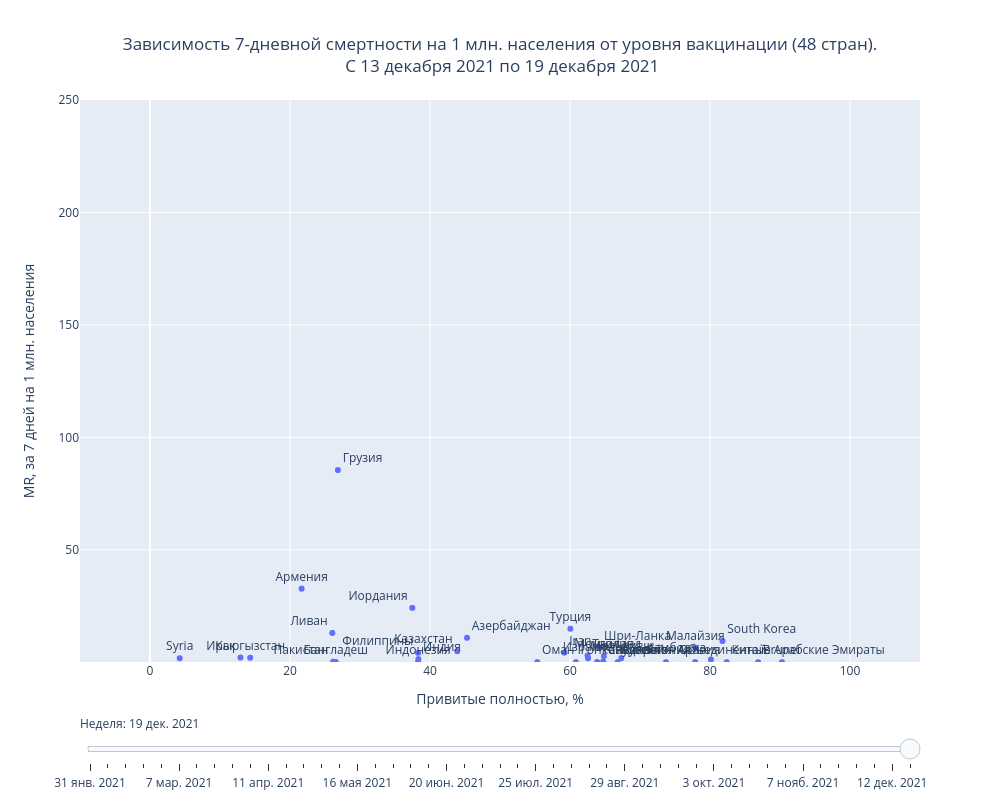 Зависимость 7-дневной смертности на 1 млн. населения от уровня вакцинации (48 стран).
С 13 декабря 2021 по 19 декабря 2021
250
200
150
100
50
MR, за 7 дней на 1 млн. населения
Грузия
Армения
Иордания
Ливан
Азербайджан
Турция
South Korea
Малайзия
Шри-Ланка
Филиппины
Казахстан
Syria
Ирак
Кыргызстан
Пакистан
Бангладеш
Индонезия
Индия
Оман
Арабские Эмираты
0
20
40
60
80
100
Привитые полностью, %
Неделя: 19 дек. 2021
31 янв. 2021
7 мар. 2021
11 апр. 2021
16 мая 2021
20 июн. 2021
25 июл. 2021
29 авг. 2021
3 окт. 2021
7 нояб. 2021
12 дек. 2021